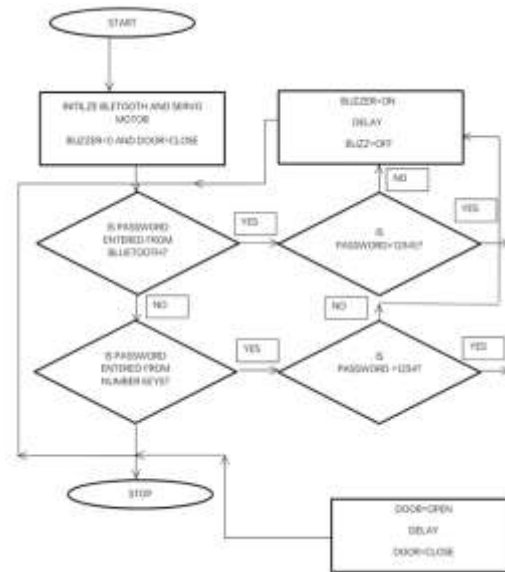 START
INITILZE BLETOOTH AND SERVO
MOTOR
BUZZER=0 AND DOOR=CLOSE
BUZZER=ON
DELAY
BUZZ=OFF
NO
IS PASSWORD
ENTERED FROM
BLUETOOTH?
YES
IS
PASSWORD=12345?
YES
NO
NO
IS PASSWORD
ENTERED FROM
NUMBER KEYS?
YES
IS
PASSWORD =1234?
YES
STOP
DOOR=OPEN
DELAY
DOOR=CLOSE